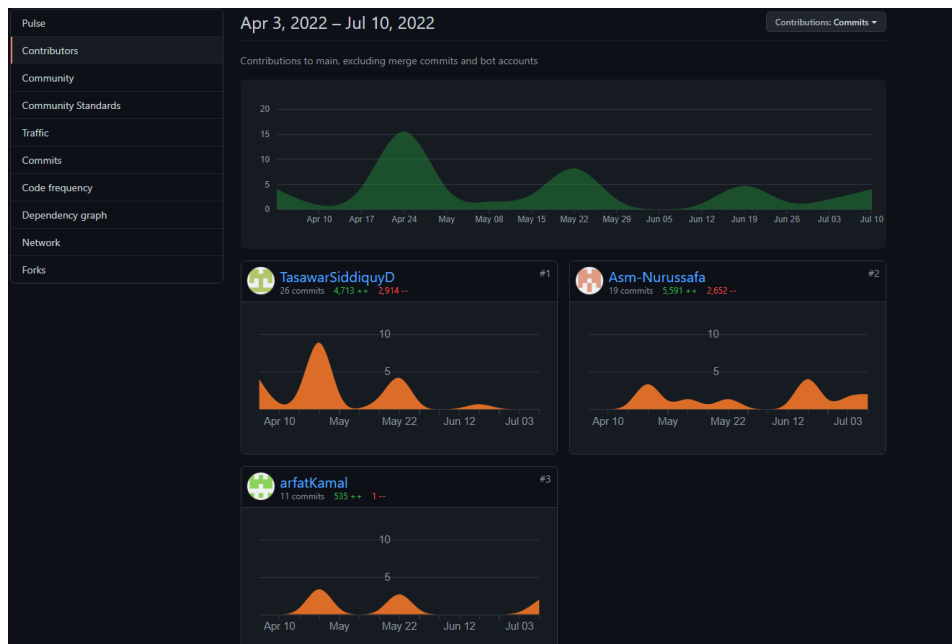 Pulse
Contributors
Community
Community Standards
Traffic
Commits
Code frequency
Dependency graph
Network
Forks
Apr 3, 2022 – Jul 10, 2022
Contributions: Commits
Contributions to main, excluding merge commits and bot accounts
20
15
10
5
0
Apr 10 Apr 17 Apr 24 May May 08 May 15 May 22 May 29 Jun 05 Jun 12 Jun 19 Jun 26 Jul 03 Jul 10
TasawarSiddiquyD #1
26 commits 4,713 ++ 2,914 --
10
5
Apr 10 May May 22 Jun 12 Jul 03
Asm-Nurussafa #2
19 commits 5,591 ++ 2,652 --
10
5
Apr 10 May May 22 Jun 12 Jul 03
arfatKamal #3
11 commits 535 ++ 1 --
10
5
Apr 10 May May 22 Jun 12 Jul 03